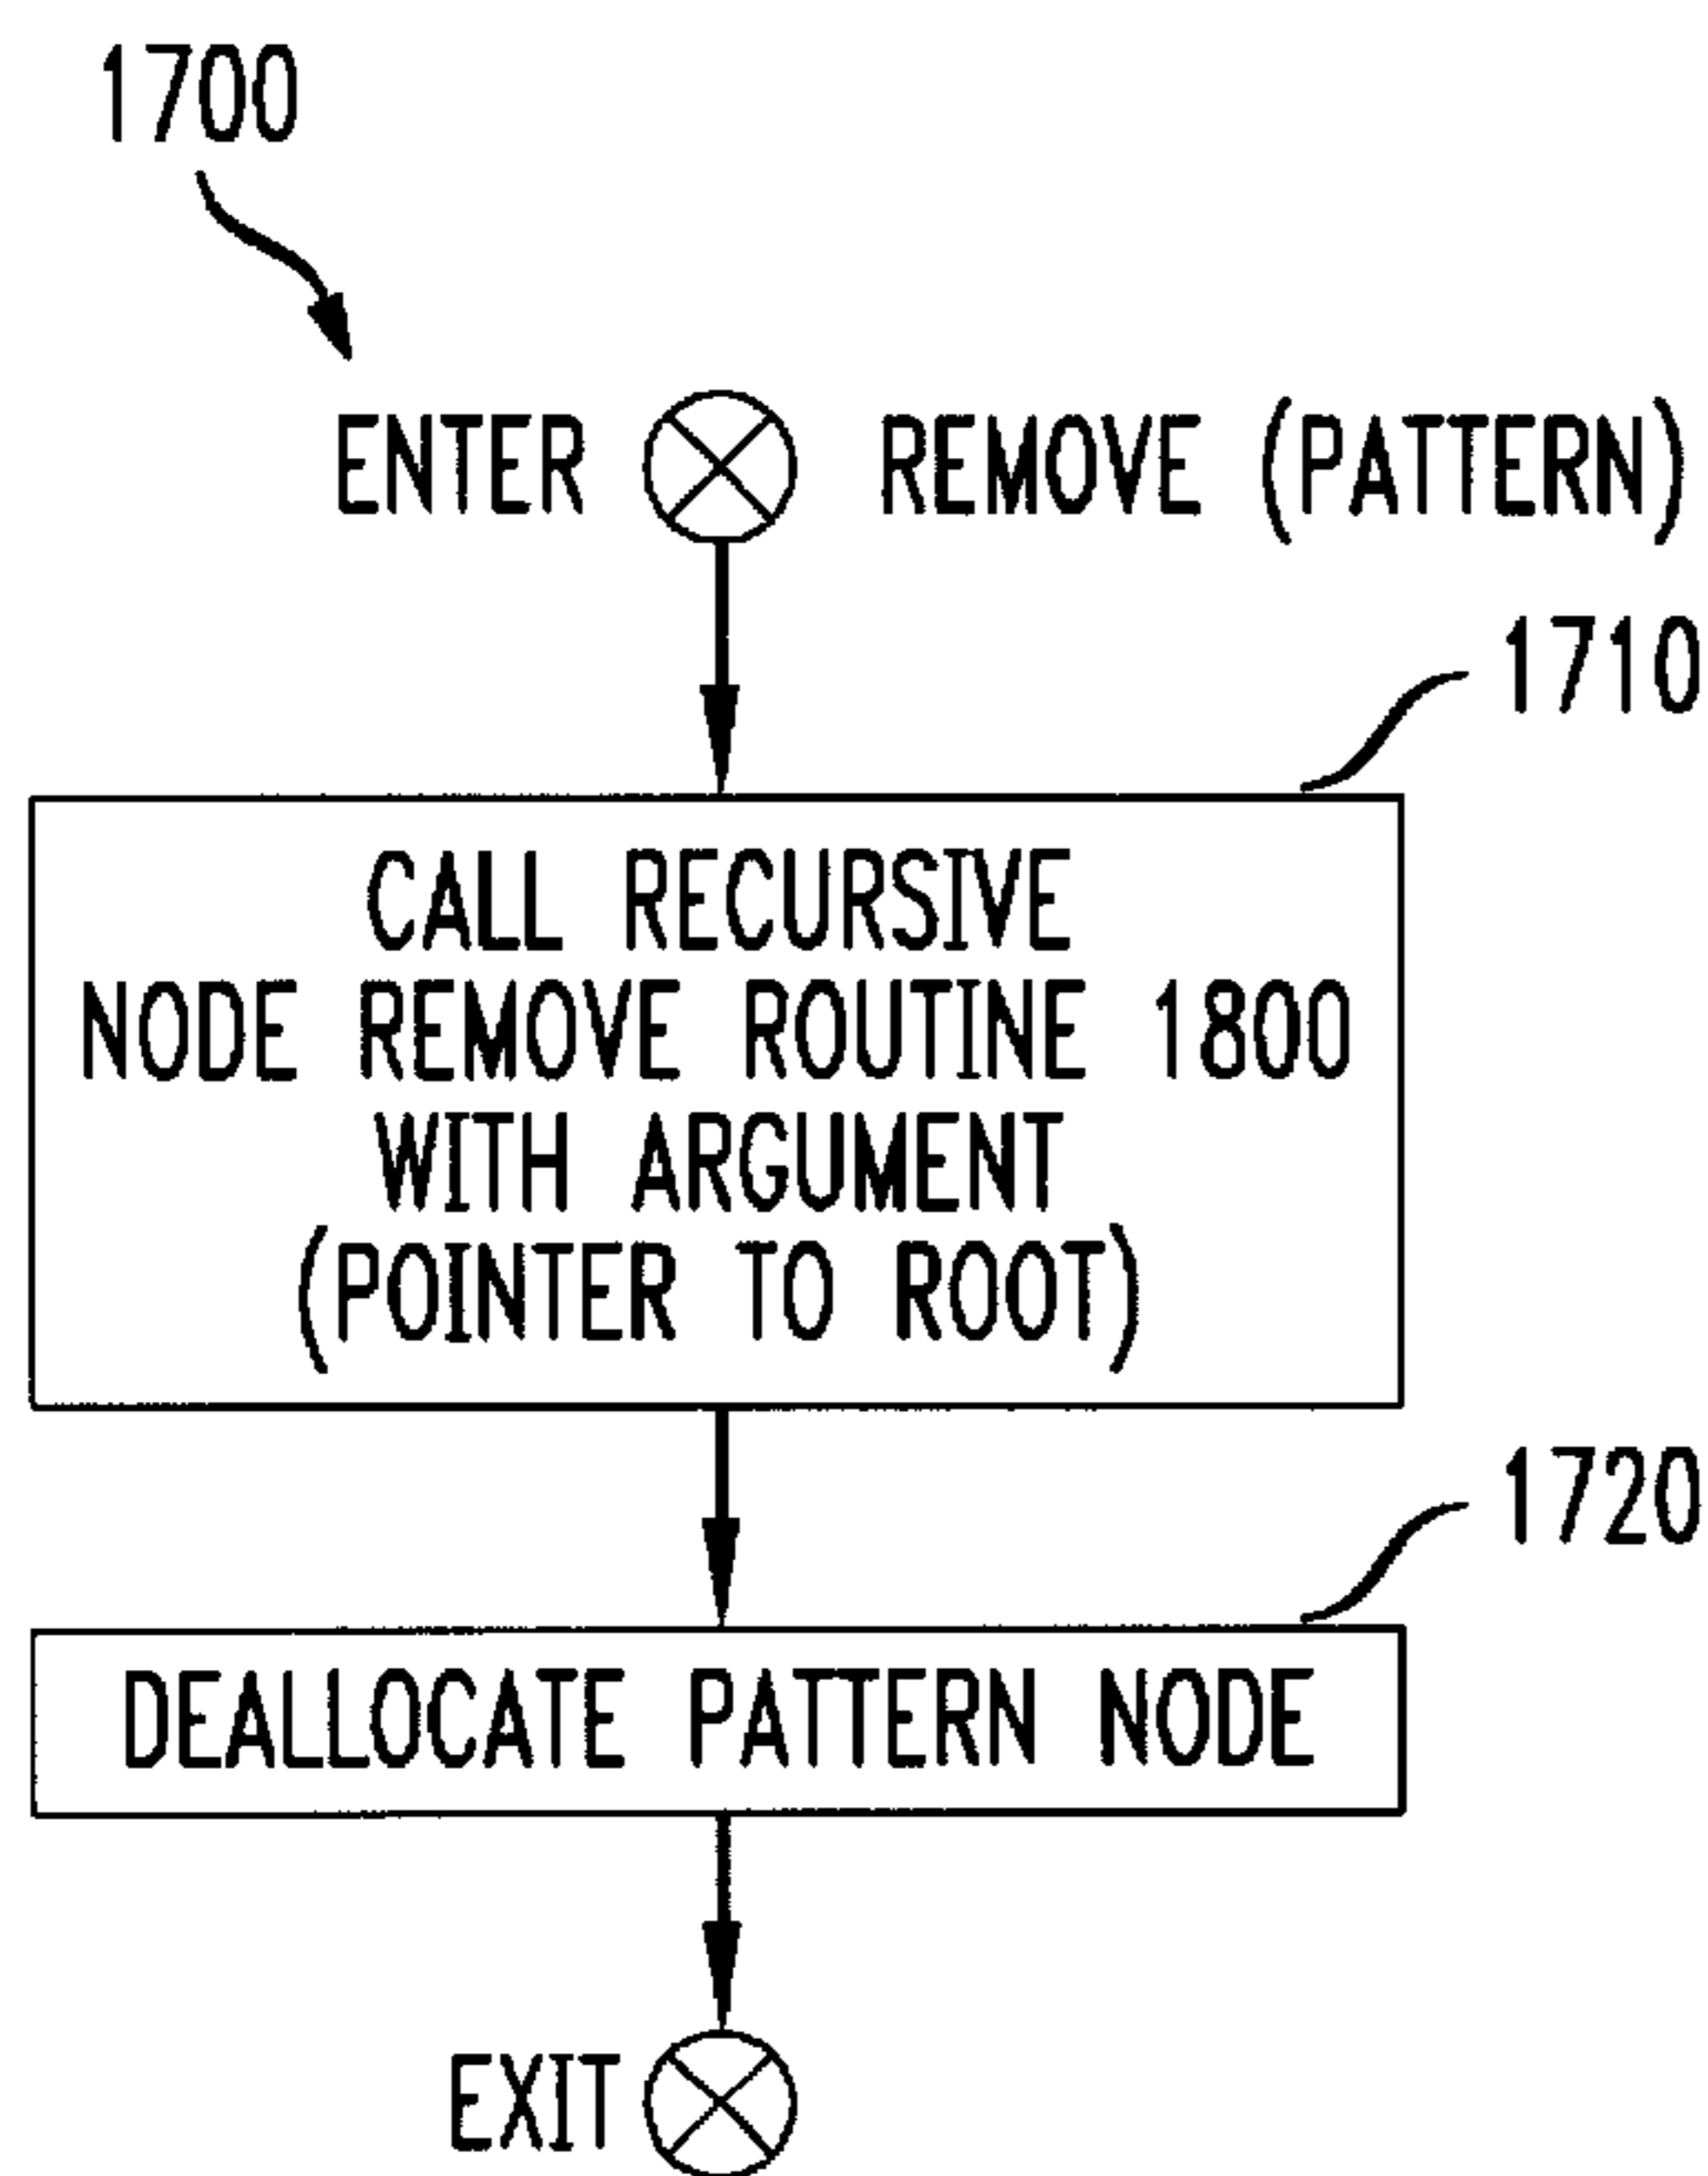 1700
ENTER REMOVE (PATTERN)
1710
CALL RECURSIVE
NODE REMOVE ROUTINE 1800
WITH ARGUMENT
(POINTER TO ROOT)
1720
DEALLOCATE PATTERN NODE
EXIT